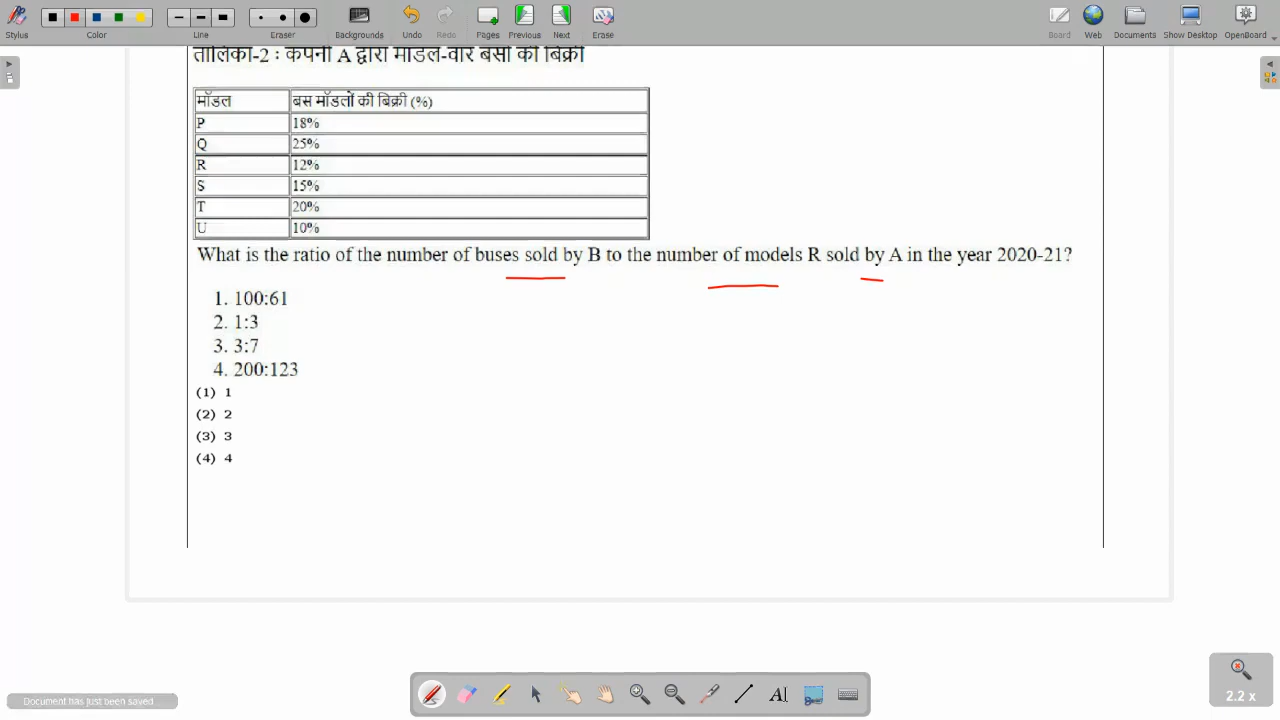 Stylus
Color
Line
Eraser
Backgrounds
Undo
Redo
Pages
Previous
Next
Erase
Board
Web
Documents
Show Desktop
OpenBoard
तालिका-2 : कंपनी A द्वारा मॉडल-वार बसों की बिक्री
मॉडल बस मॉडलों की बिक्री (%)
P 18%
Q 25%
R 12%
S 15%
T 20%
U 10%
What is the ratio of the number of buses sold by B to the number of models R sold by A in the year 2020-21?
1. 100:61
2. 1:3
3. 3:7
4. 200:123
(1) 1
(2) 2
(3) 3
(4) 4
Document has just been saved
2.2 x